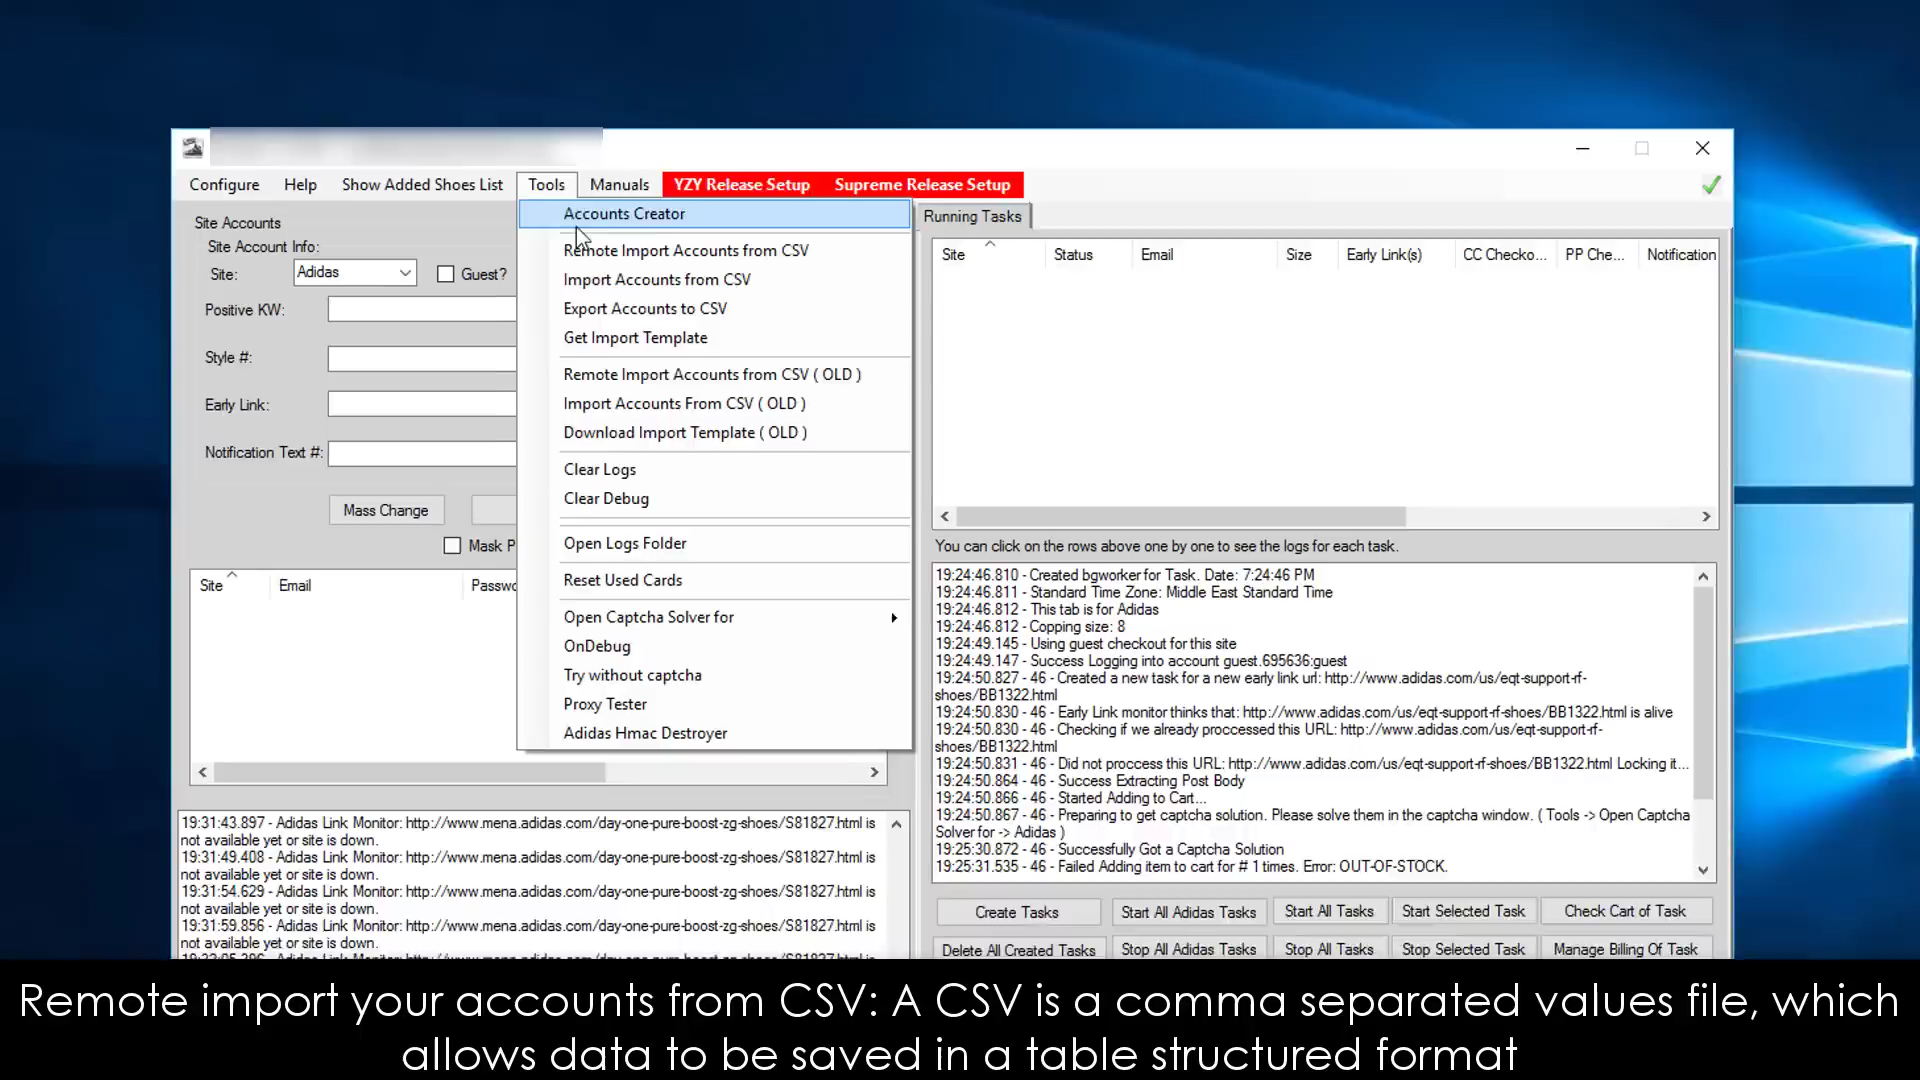 Configure Help Show Added Shoes List Tools Manuals YZY Release Setup Supreme Release Setup
Site Accounts
Site Account Info:
Site: Adidas Guest?
Positive KW:
Style #:
Early Link:
Notification Text #:
Mass Change
Mask P
Site Email Passwo
Accounts Creator
Remote Import Accounts from CSV
Import Accounts from CSV
Export Accounts to CSV
Get Import Template
Remote Import Accounts from CSV ( OLD )
Import Accounts From CSV ( OLD )
Download Import Template ( OLD )
Clear Logs
Clear Debug
Open Logs Folder
Reset Used Cards
Open Captcha Solver for
OnDebug
Try without captcha
Proxy Tester
Adidas Hmac Destroyer
19:31:43.897 - Adidas Link Monitor: http://www.mena.adidas.com/day-one-pure-boost-zg-shoes/S81827.html is
not available yet or site is down.
19:31:49.408 - Adidas Link Monitor: http://www.mena.adidas.com/day-one-pure-boost-zg-shoes/S81827.html is
not available yet or site is down.
19:31:54.629 - Adidas Link Monitor: http://www.mena.adidas.com/day-one-pure-boost-zg-shoes/S81827.html is
not available yet or site is down.
19:31:59.856 - Adidas Link Monitor: http://www.mena.adidas.com/day-one-pure-boost-zg-shoes/S81827.html is
not available yet or site is down.
Running Tasks
Site Status Email Size Early Link(s) CC Checko... PP Che... Notification
You can click on the rows above one by one to see the logs for each task.
19:24:46.810 - Created bgworker for Task. Date: 7:24:46 PM
19:24:46.811 - Standard Time Zone: Middle East Standard Time
19:24:46.812 - This tab is for Adidas
19:24:46.812 - Copping size: 8
19:24:49.145 - Using guest checkout for this site
19:24:49.147 - Success Logging into account guest.695636:guest
19:24:50.827 - 46 - Created a new task for a new early link url: http://www.adidas.com/us/eqt-support-rf-
shoes/BB1322.html
19:24:50.830 - 46 - Early Link monitor thinks that: http://www.adidas.com/us/eqt-support-rf-shoes/BB1322.html is alive
19:24:50.830 - 46 - Checking if we already proccessed this URL: http://www.adidas.com/us/eqt-support-rf-
shoes/BB1322.html
19:24:50.831 - 46 - Did not proccess this URL: http://www.adidas.com/us/eqt-support-rf-shoes/BB1322.html Locking it...
19:24:50.864 - 46 - Success Extracting Post Body
19:24:50.866 - 46 - Started Adding to Cart...
19:24:50.867 - 46 - Preparing to get captcha solution. Please solve them in the captcha window. ( Tools -> Open Captcha
Solver for -> Adidas )
19:25:30.872 - 46 - Successfully Got a Captcha Solution
19:25:31.535 - 46 - Failed Adding item to cart for # 1 times. Error: OUT-OF-STOCK.
Create Tasks Start All Adidas Tasks Start All Tasks Start Selected Task Check Cart of Task
Delete All Created Tasks Stop All Adidas Tasks Stop All Tasks Stop Selected Task Manage Billing Of Task
Remote import your accounts from CSV: A CSV is a comma separated values file, which
allows data to be saved in a table structured format